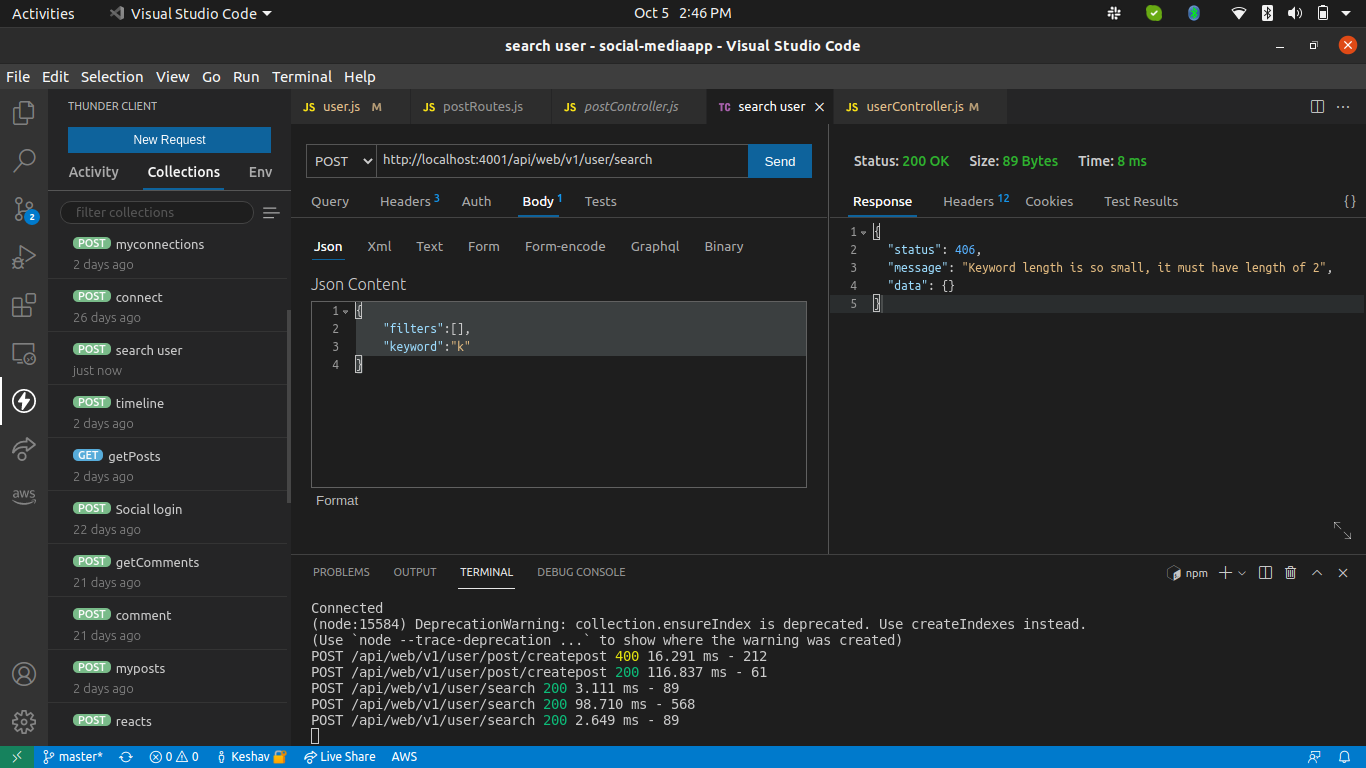 Activities Visual Studio Code Oct 5 2:46 PM
search user - social-mediaapp - Visual Studio Code
File Edit Selection View Go Run Terminal Help
THUNDER CLIENT
New Request
Activity Collections Env
filter collections
POST myconnections
2 days ago
POST connect
26 days ago
POST search user
just now
POST timeline
2 days ago
GET getPosts
2 days ago
POST Social login
22 days ago
POST getComments
21 days ago
POST comment
21 days ago
POST myposts
2 days ago
POST reacts
2
aws
JS user.js M JS postRoutes.js JS postController.js TC search user JS userController.js M
POST http://localhost:4001/api/web/v1/user/search Send
Query Headers 3 Auth Body 1 Tests
Json Xml Text Form Form-encode Graphql Binary
Json Content
1 {
2 "filters":[],
3 "keyword":"k"
4 }
Format
Status: 200 OK Size: 89 Bytes Time: 8 ms
Response Headers 12 Cookies Test Results {}
1 {
2 "status": 406,
3 "message": "Keyword length is so small, it must have length of 2",
4 "data": {}
5 }
PROBLEMS OUTPUT TERMINAL DEBUG CONSOLE npm
Connected
(node:15584) DeprecationWarning: collection.ensureIndex is deprecated. Use createIndexes instead.
(Use `node --trace-deprecation ...` to show where the warning was created)
POST /api/web/v1/user/post/createpost 400 16.291 ms - 212
POST /api/web/v1/user/post/createpost 200 116.837 ms - 61
POST /api/web/v1/user/search 200 3.111 ms - 89
POST /api/web/v1/user/search 200 98.710 ms - 568
POST /api/web/v1/user/search 200 2.649 ms - 89
master* 0 0 Keshav Live Share AWS